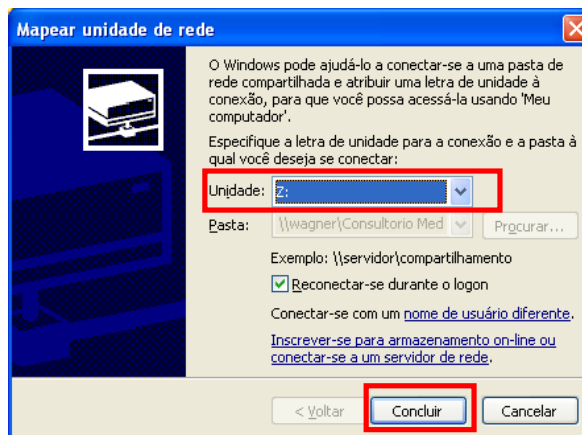 Mapear unidade de rede
O Windows pode ajudá-lo a conectar-se a uma pasta de
rede compartilhada e atribuir uma letra de unidade à
conexão, para que você possa acessá-la usando 'Meu
computador'.
Especifique a letra de unidade para a conexão e a pasta à
qual você deseja se conectar:
Unidade: Z:
Pasta: \\wagner\Consultorio Med Procurar...
Exemplo: \\servidor\compartilhamento
Reconectar-se durante o logon
Conectar-se com um nome de usuário diferente.
Inscrever-se para armazenamento on-line ou
conectar-se a um servidor de rede.
< Voltar Concluir Cancelar